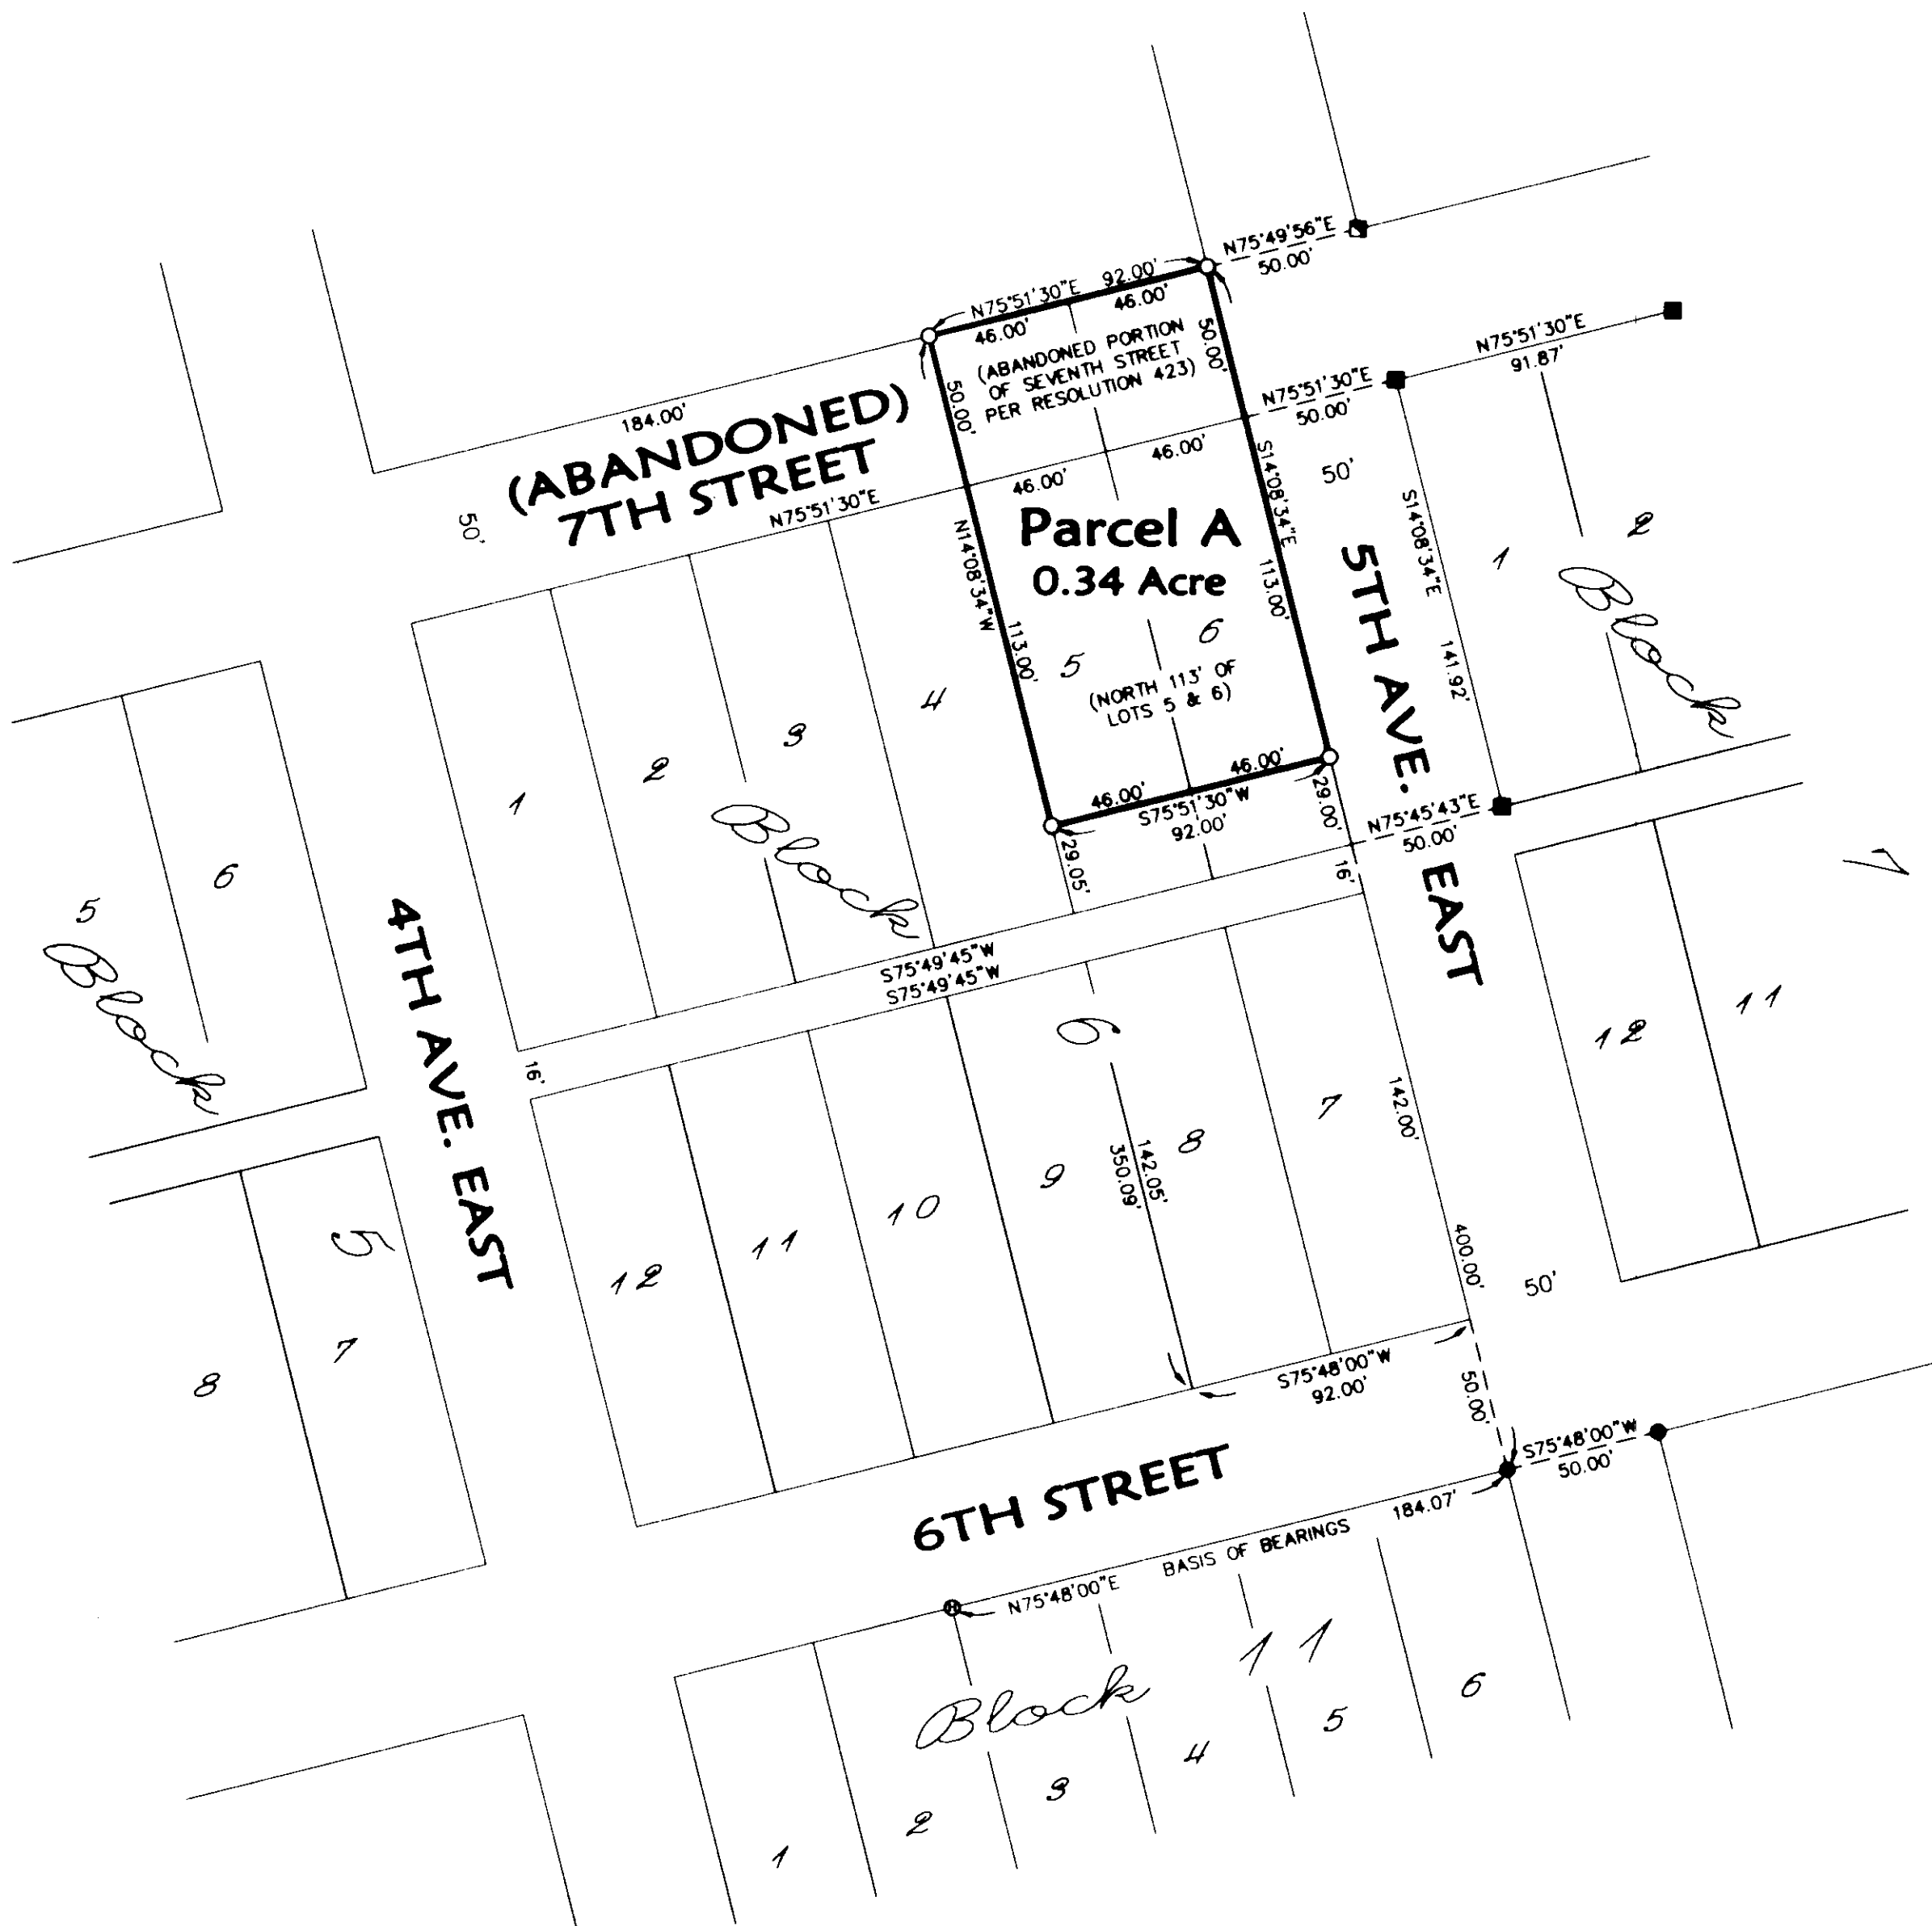 N75°49'56"E
50.00'
N75°51'30"E 92.00'
46.00'
46.00'
(ABANDONED PORTION
OF SEVENTH STREET
PER RESOLUTION 423)
50.00'
50.00'
N75°51'30"E
91.87'
N75°51'30"E
50.00'
184.00'
(ABANDONED)
7TH STREET
N75°51'30"E
50'
46.00'
46.00'
50'
Parcel A
0.34 Acre
N14°08'34"W
113.00'
S14°08'34"E
113.00'
S14°08'34"E
141.92'
5
6
(NORTH 113' OF
LOTS 5 & 6)
46.00'
46.00'
S75°51'30"W
92.00'
29.05'
29.00'
16'
N75°45'43"E
50.00'
5TH AVE. EAST
1
2
Block
7
12
11
1
2
3
4
Block
6
S75°49'45"W
S75°49'45"W
16'
5
6
Block
5
8
7
4TH AVE. EAST
12
11
10
9
8
7
142.05'
350.09'
142.00'
400.00'
50'
S75°48'00"W
92.00'
50.00'
S75°48'00"W
50.00'
6TH STREET
184.07'
BASIS OF BEARINGS
N75°48'00"E
H
Block 11
1
2
3
4
5
6